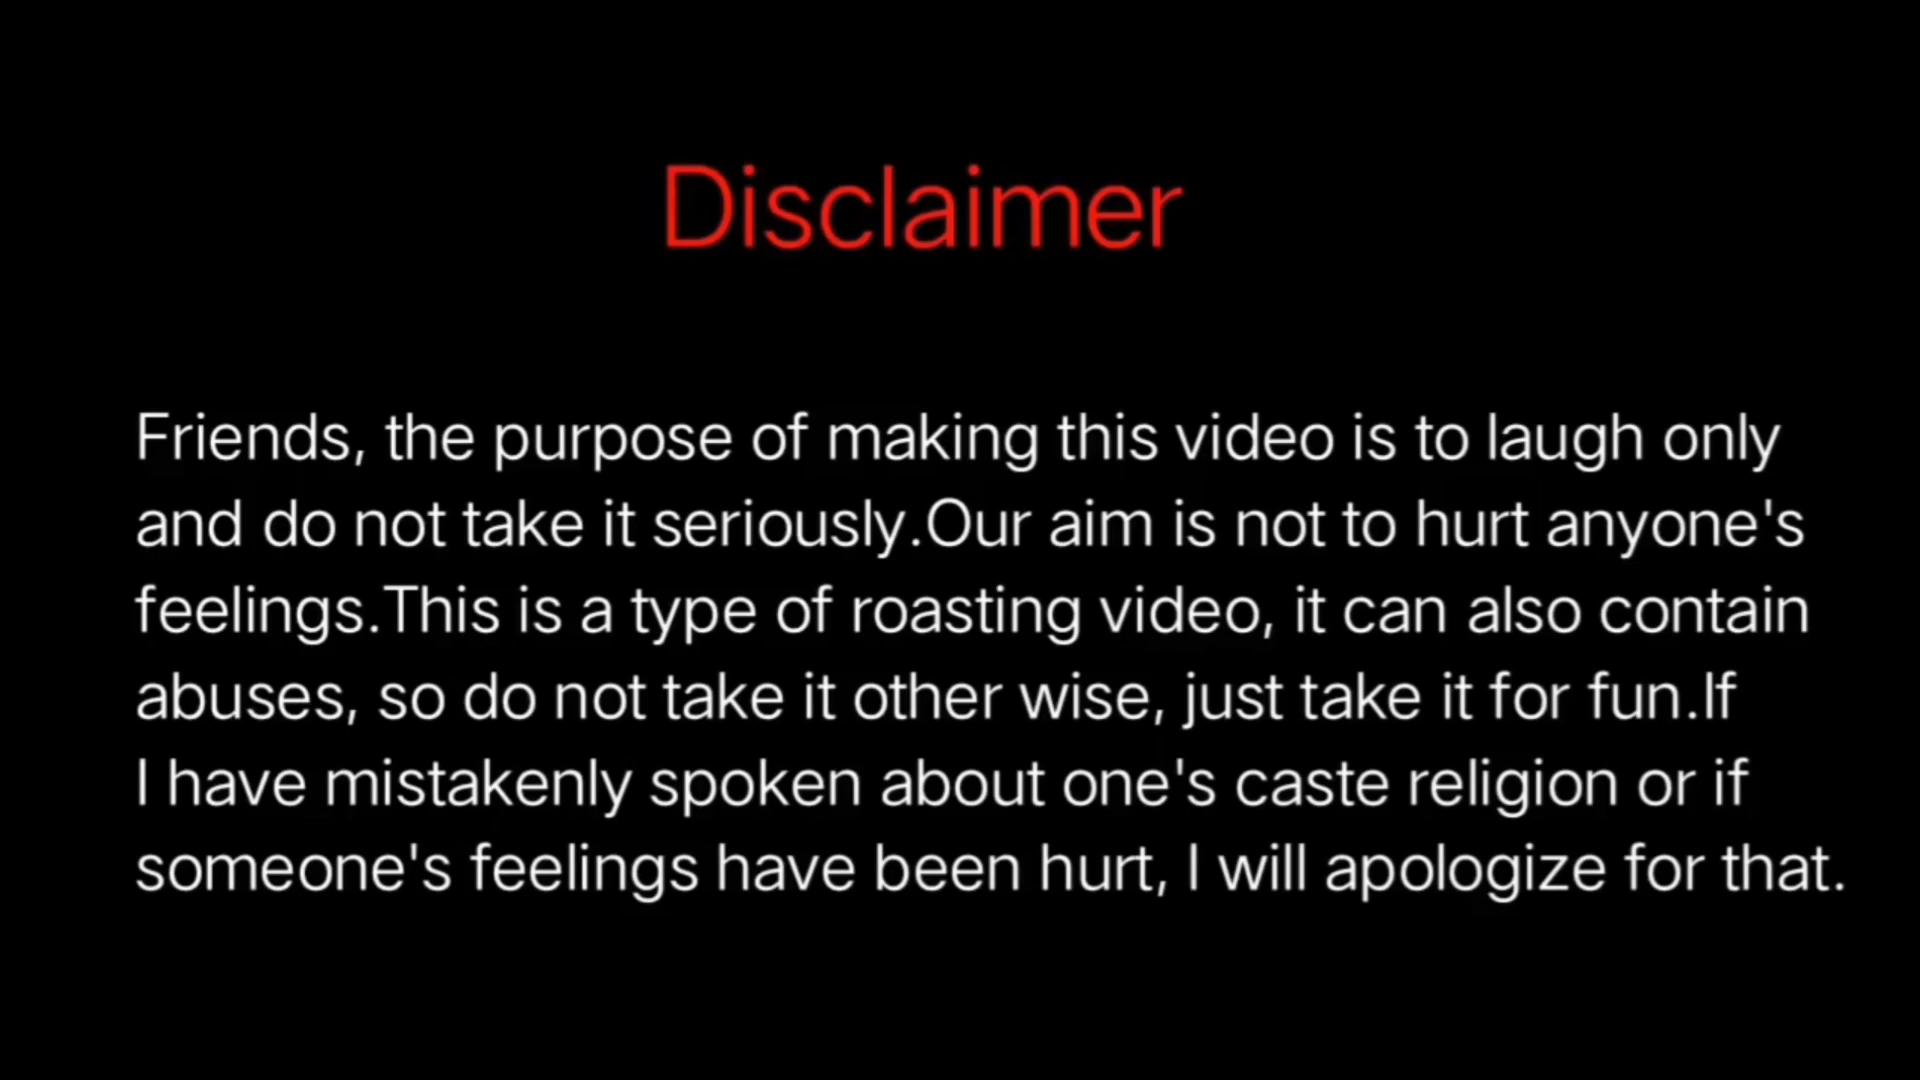 Disclaimer
Friends, the purpose of making this video is to laugh only
and do not take it seriously.Our aim is not to hurt anyone's
feelings.This is a type of roasting video, it can also contain
abuses, so do not take it other wise, just take it for fun.If
I have mistakenly spoken about one's caste religion or if
someone's feelings have been hurt, I will apologize for that.